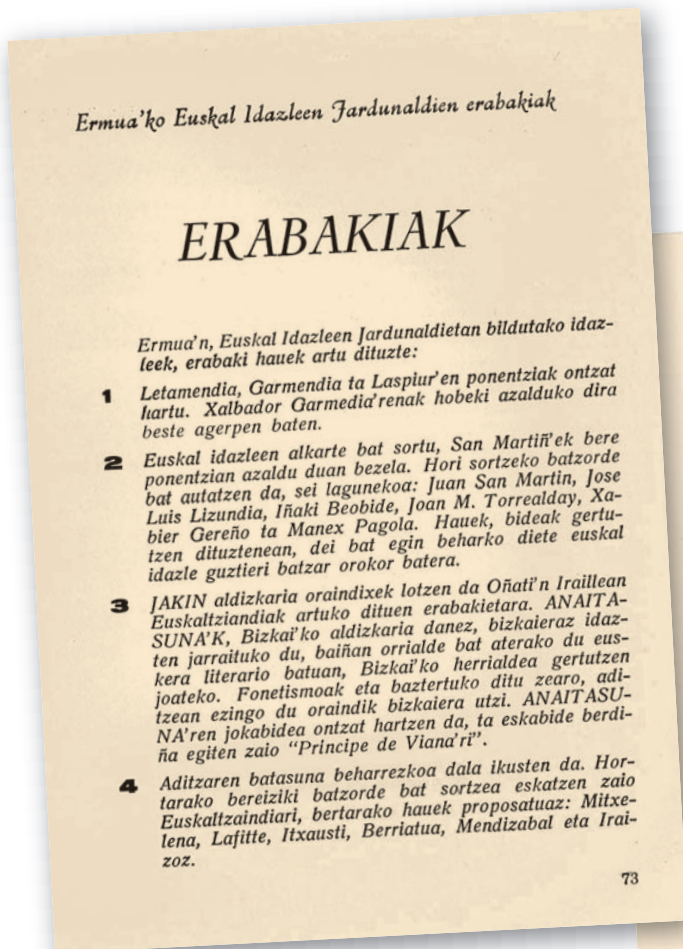 Ermua'ko Euskal Idazleen Jardunaldien erabakiak
ERABAKIAK
Ermua'n, Euskal Idazleen Jardunaldietan bildutako idaz-
leek, erabaki hauek artu dituzte:
1 Letamendia, Garmendia ta Laspiur'en ponentziak ontzat
hartu. Xalbador Garmedia'renak hobeki azalduko dira
beste agerpen baten.
2 Euskal idazleen alkarte bat sortu, San Martiñ'ek bere
ponentzian azaldu duan bezela. Hori sortzeko batzorde
bat autatzen da, sei lagunekoa: Juan San Martin, Jose
Luis Lizundia, Iñaki Beobide, Joan M. Torrealday, Xa-
bier Gereño ta Manex Pagola. Hauek, bideak gertu-
tzen dituztenean, dei bat egin beharko diete euskal
idazle guztieri batzar orokor batera.
3 JAKIN aldizkaria oraindixek lotzen da Oñati'n Iraillean
Euskaltziandiak artuko dituen erabakietara. ANAITA-
SUNA'K, Bizkai'ko aldizkaria danez, bizkaieraz idaz-
ten jarraituko du, baiñan orrialde bat aterako du eus-
kera literario batuan, Bizkai'ko herrialdea gertutzen
joateko. Fonetismoak eta baztertuko ditu zearo, adi-
tzean ezingo du oraindik bizkaiera utzi. ANAITASU-
NA'ren jokabidea ontzat hartzen da, ta eskabide berdi-
ña egiten zaio “Principe de Viana'ri”.
4 Aditzaren batasuna beharrezkoa dala ikusten da. Hor-
tarako bereiziki batzorde bat sortzea eskatzen zaio
Euskaltzaindiari, bertarako hauek proposatuaz: Mitxe-
lena, Lafitte, Itxausti, Berriatua, Mendizabal eta Irai-
zoz.
73